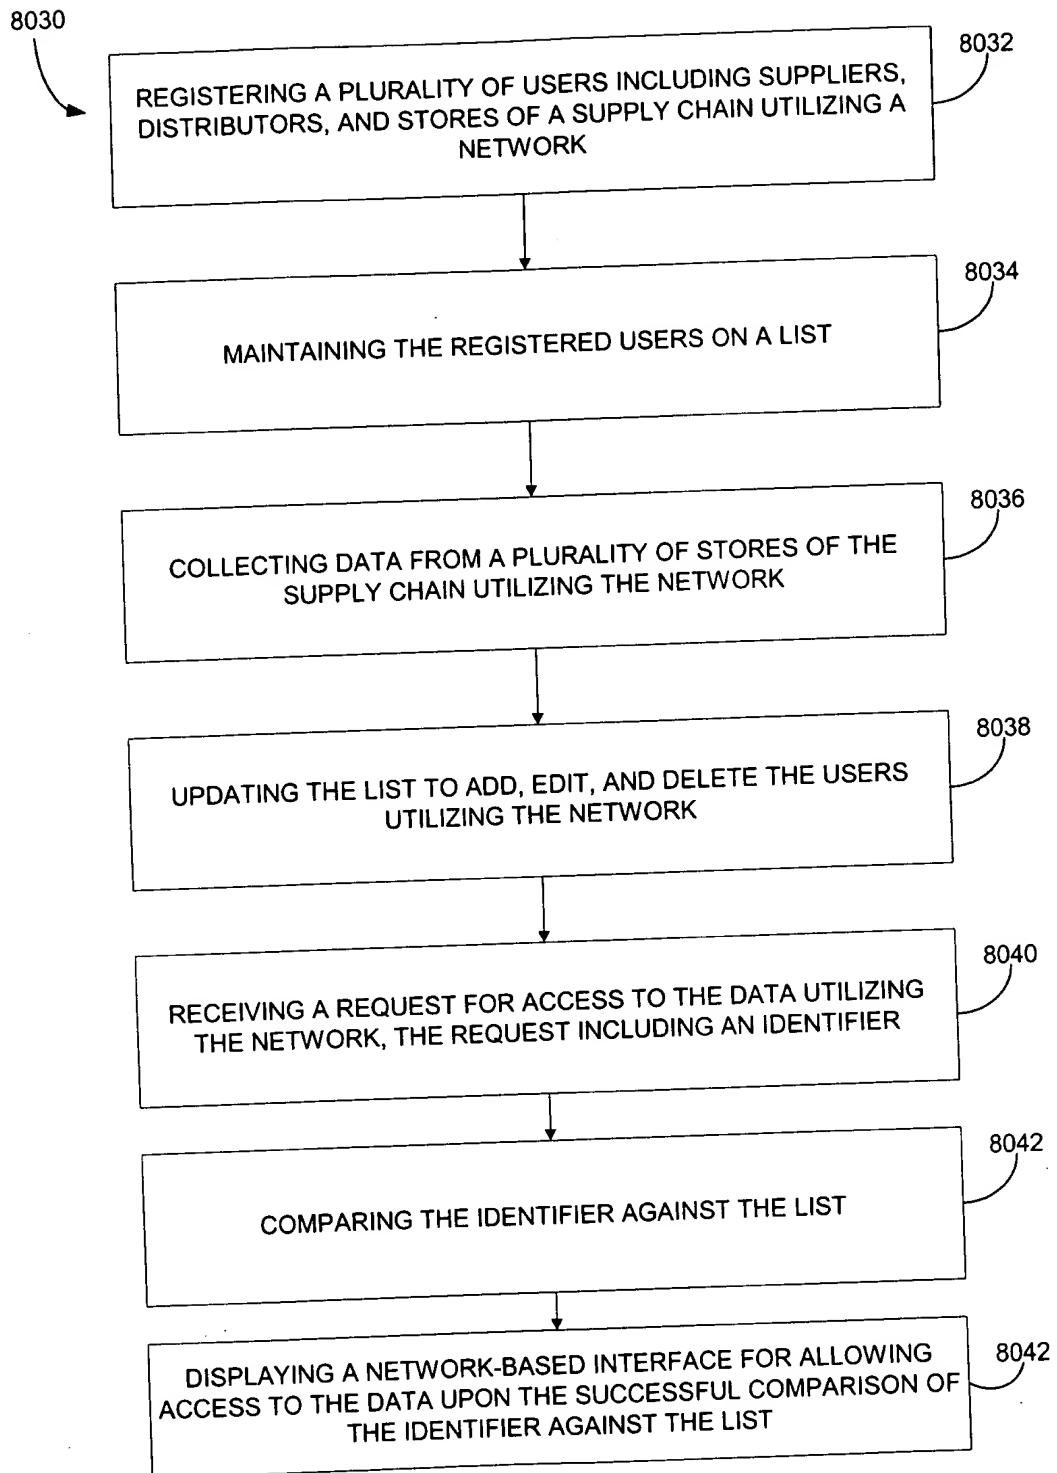 8030
8032
REGISTERING A PLURALITY OF USERS INCLUDING SUPPLIERS,
DISTRIBUTORS, AND STORES OF A SUPPLY CHAIN UTILIZING A
NETWORK
8034
MAINTAINING THE REGISTERED USERS ON A LIST
8036
COLLECTING DATA FROM A PLURALITY OF STORES OF THE
SUPPLY CHAIN UTILIZING THE NETWORK
8038
UPDATING THE LIST TO ADD, EDIT, AND DELETE THE USERS
UTILIZING THE NETWORK
8040
RECEIVING A REQUEST FOR ACCESS TO THE DATA UTILIZING
THE NETWORK, THE REQUEST INCLUDING AN IDENTIFIER
8042
COMPARING THE IDENTIFIER AGAINST THE LIST
8042
DISPLAYING A NETWORK-BASED INTERFACE FOR ALLOWING
ACCESS TO THE DATA UPON THE SUCCESSFUL COMPARISON OF
THE IDENTIFIER AGAINST THE LIST